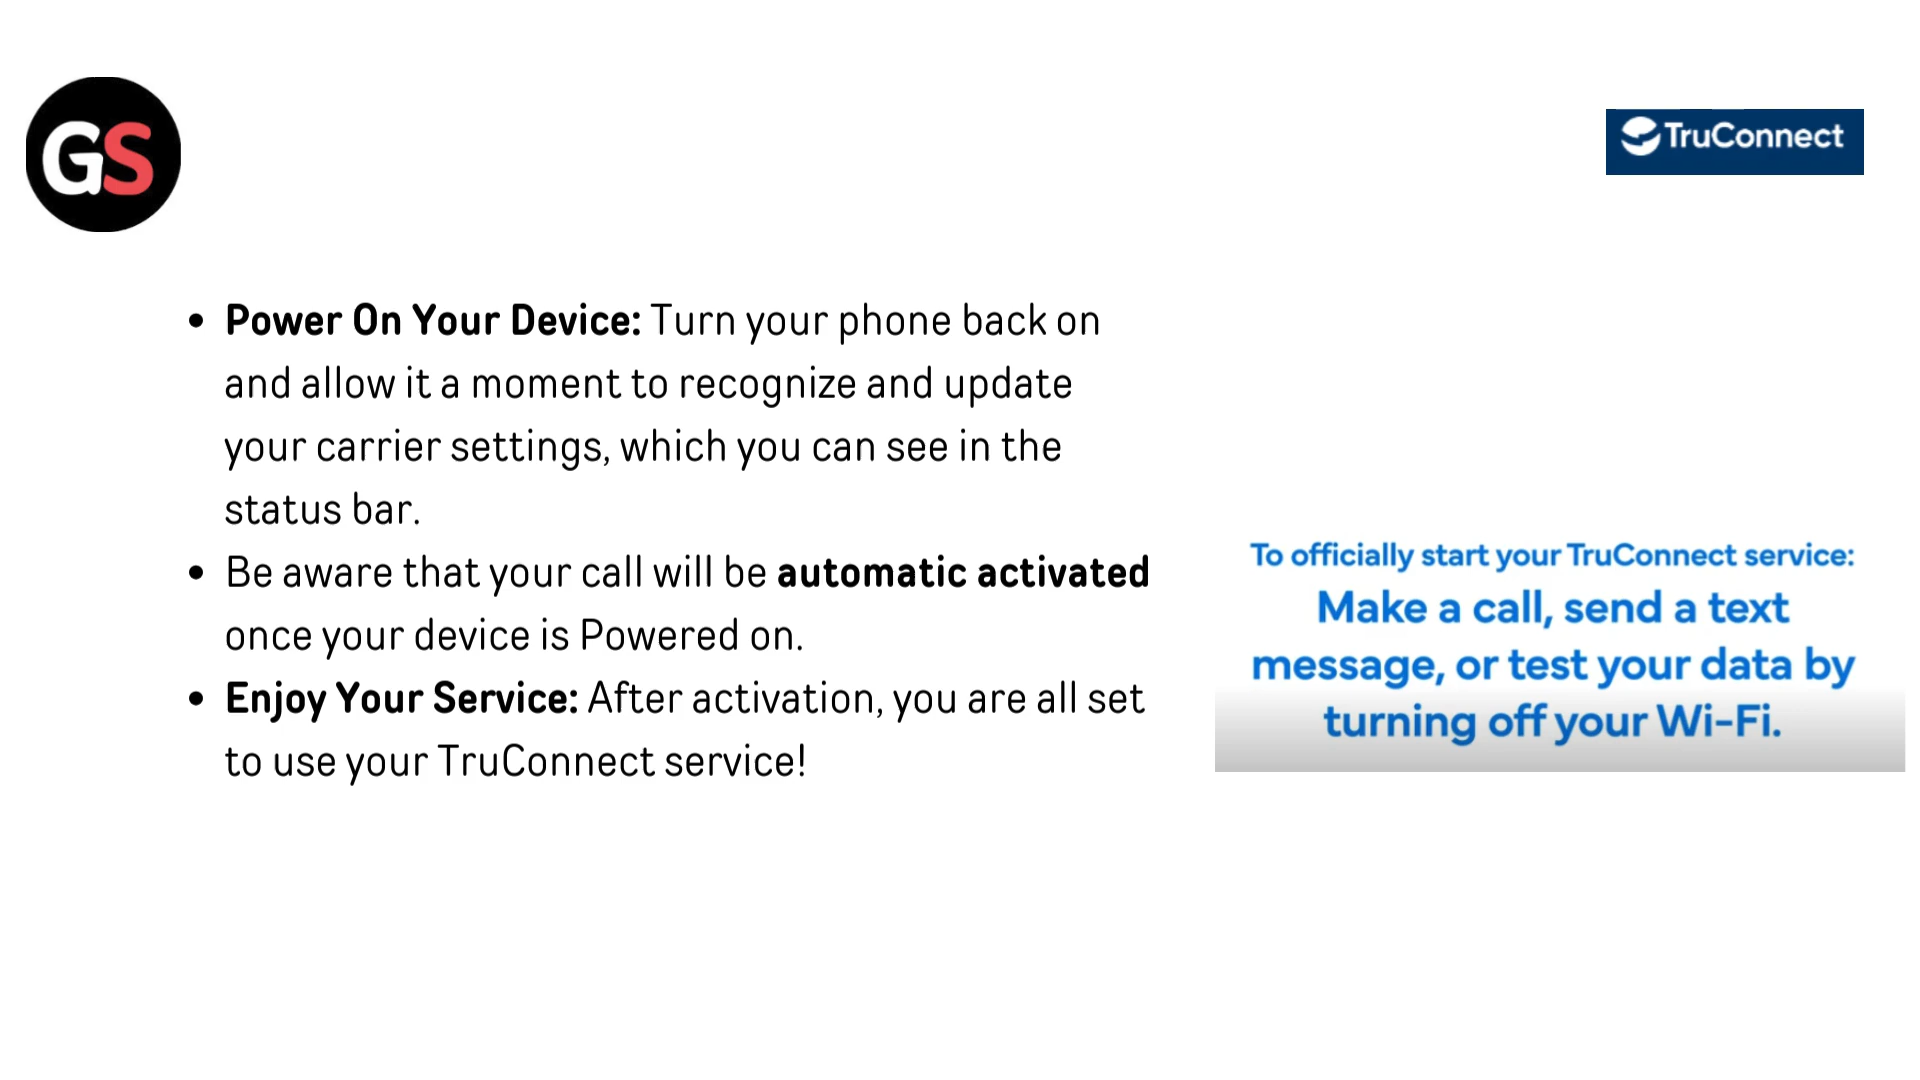 GS
TruConnect
• Power On Your Device: Turn your phone back on
and allow it a moment to recognize and update
your carrier settings, which you can see in the
status bar.
• Be aware that your call will be automatic activated
once your device is Powered on.
• Enjoy Your Service: After activation, you are all set
to use your TruConnect service!
To officially start your TruConnect service:
Make a call, send a text
message, or test your data by
turning off your Wi-Fi.